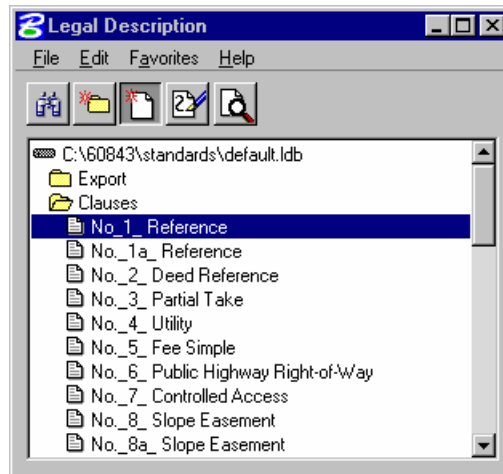 Legal Description
File Edit Favorites Help
C:\60843\standards\default.ldb
Export
Clauses
No_1_ Reference
No._1a_ Reference
No._2_ Deed Reference
No._3_ Partial Take
No._4_ Utility
No._5_ Fee Simple
No._6_ Public Highway Right-of-Way
No._7_ Controlled Access
No._8_ Slope Easement
No._8a_ Slope Easement